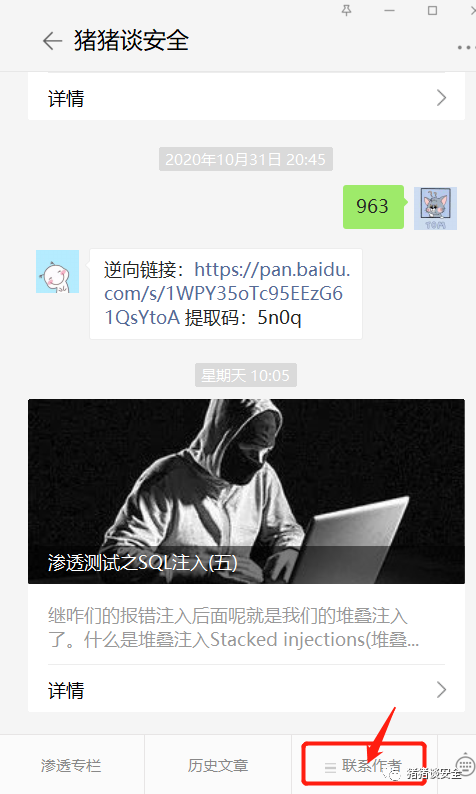 猪猪谈安全
详情
2020年10月31日 20:45
963
TOM
逆向链接：https://pan.baidu.
com/s/1WPY35oTc95EEzG6
1QsYtoA 提取码：5n0q
星期天 10:05
渗透测试之SQL注入(五)
继咋们的报错注入后面呢就是我们的堆叠注入
了。什么是堆叠注入Stacked injections(堆叠...
详情
渗透专栏
历史文章
联系作者
猪猪谈安全